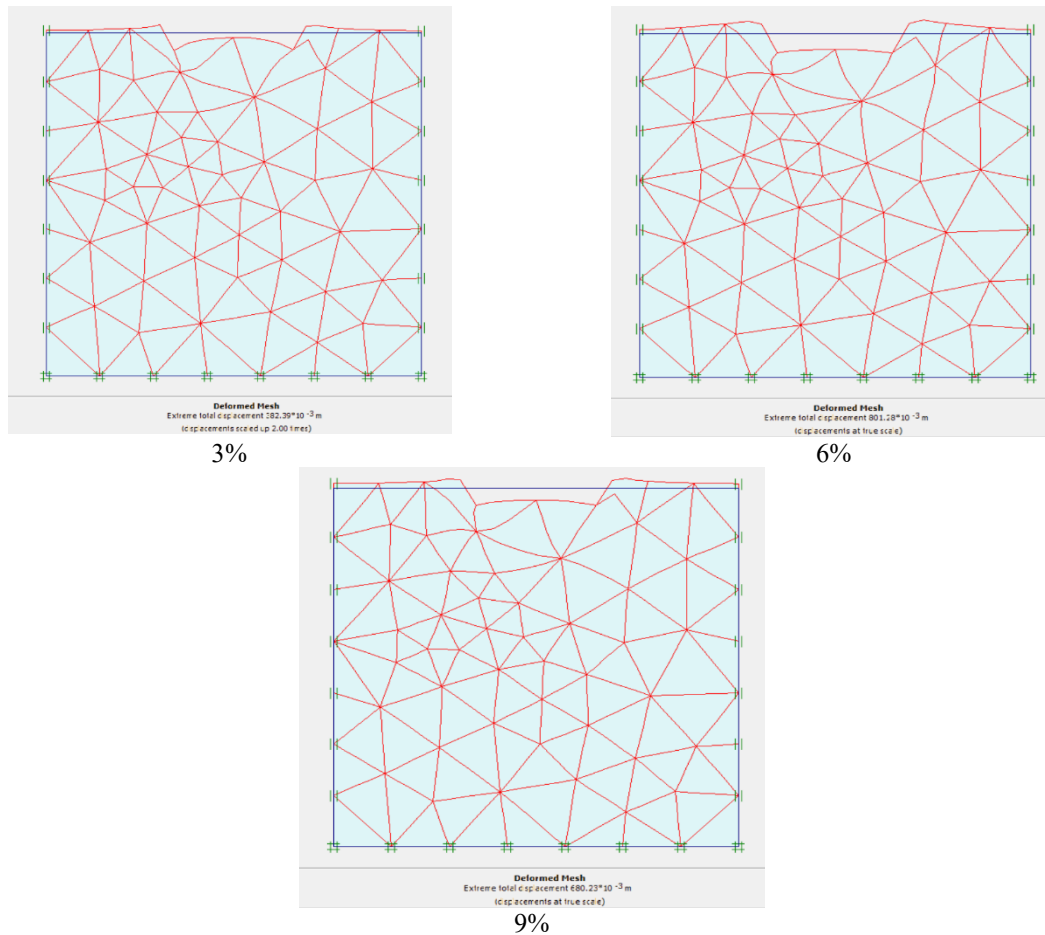 Deformed Mesh
Extreme total displacement 382.39*10 -3 m
(displacements scaled up 2.00 times)
3%
Deformed Mesh
Extreme total displacement 801.28*10 -3 m
(displacements at true scale)
6%
Deformed Mesh
Extreme total displacement 680.23*10 -3 m
(displacements at true scale)
9%